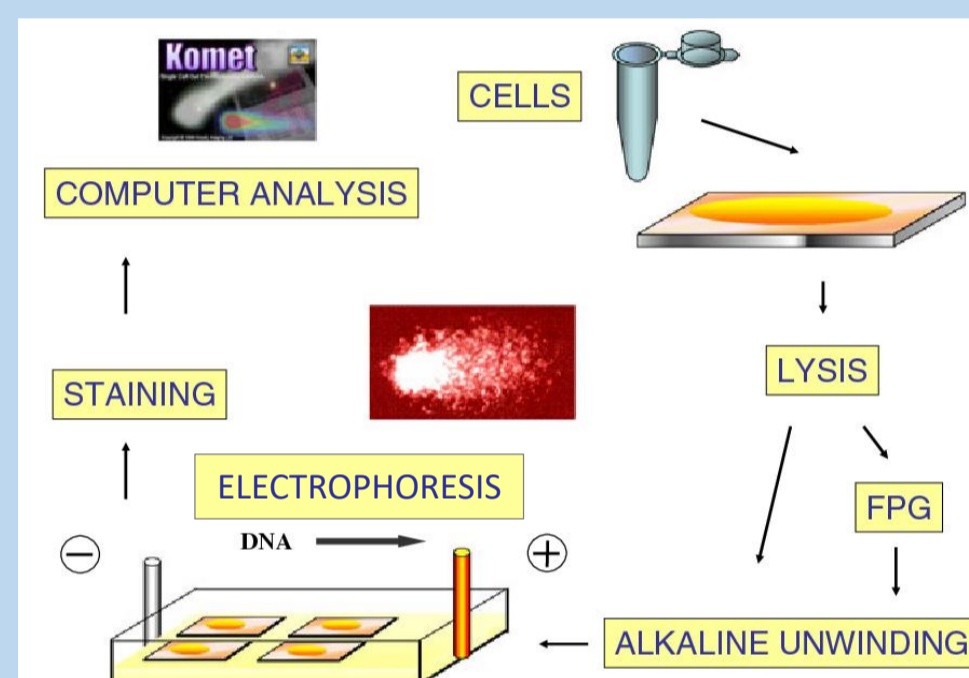 Komet
CELLS
COMPUTER ANALYSIS
LYSIS
STAINING
ELECTROPHORESIS
FPG
DNA
−
+
ALKALINE UNWINDING